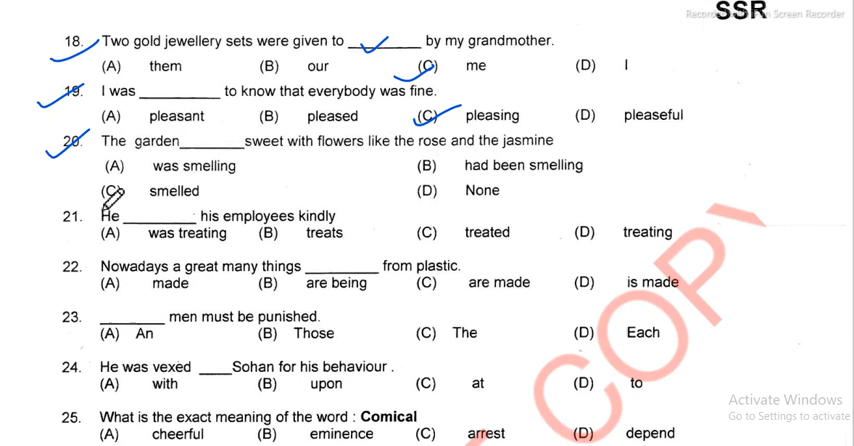 SSR
Screen Recorder
18. Two gold jewellery sets were given to ________ by my grandmother.
(A) them (B) our (C) me (D) I
19. I was ________ to know that everybody was fine.
(A) pleasant (B) pleased (C) pleasing (D) pleaseful
20. The garden________sweet with flowers like the rose and the jasmine
(A) was smelling (B) had been smelling
(C) smelled (D) None
21. He ________ his employees kindly
(A) was treating (B) treats (C) treated (D) treating
22. Nowadays a great many things ________ from plastic.
(A) made (B) are being (C) are made (D) is made
23. ________ men must be punished.
(A) An (B) Those (C) The (D) Each
24. He was vexed ____Sohan for his behaviour .
(A) with (B) upon (C) at (D) to
25. What is the exact meaning of the word : Comical
(A) cheerful (B) eminence (C) arrest (D) depend
COPY
Activate Windows
Go to Settings to activate